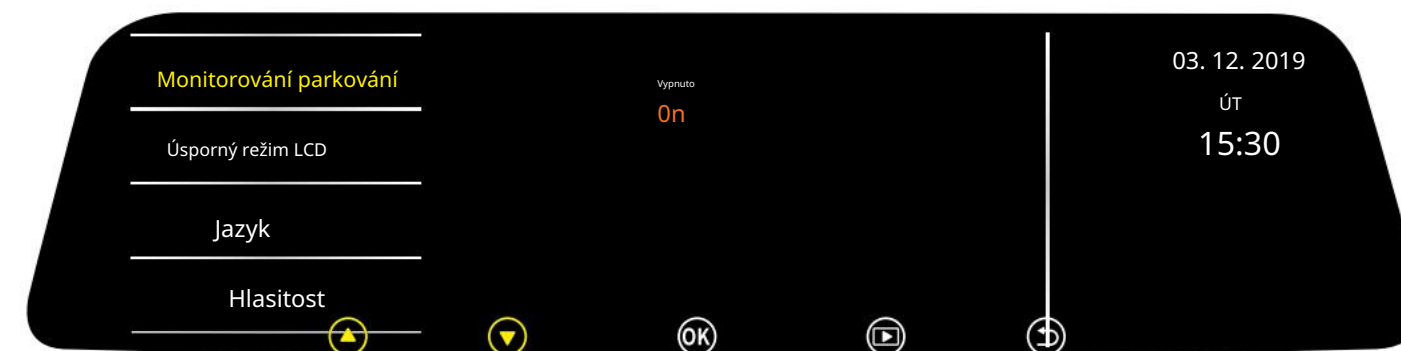 Monitorování parkování
Úsporný režim LCD
Jazyk
Hlasitost
Vypnuto
0n
03. 12. 2019
ÚT
15:30
OK